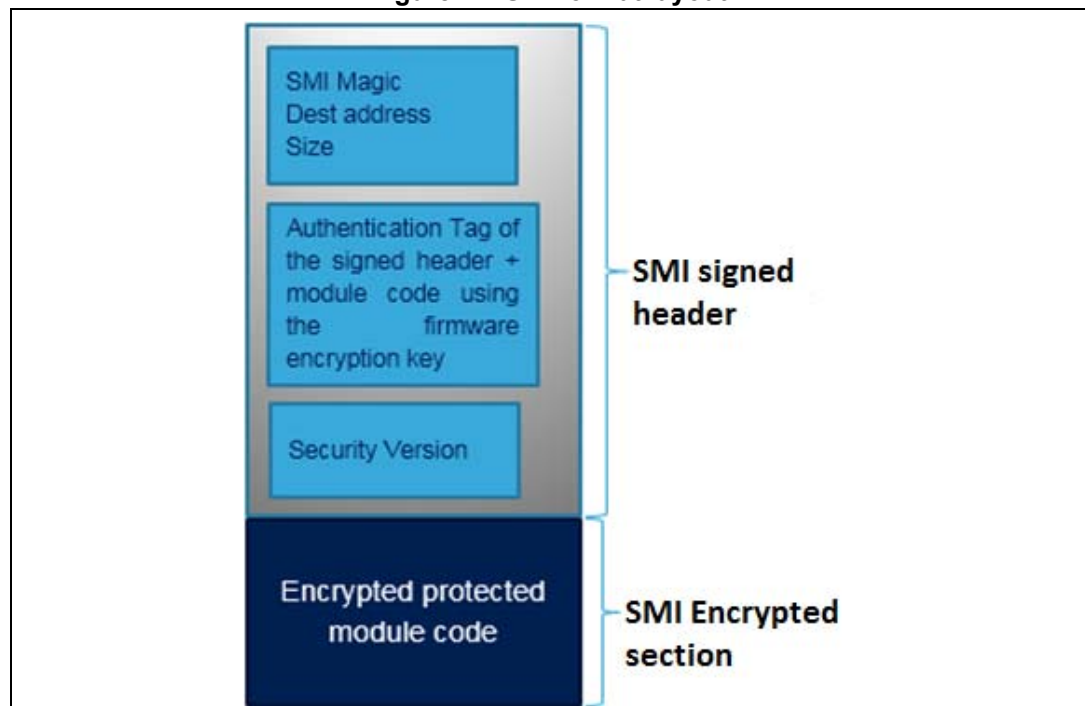 SMI Magic
Dest address
Size
Authentication Tag of
the signed header +
module code using
the firmware
encryption key
Security Version
SMI signed
header
Encrypted protected
module code
SMI Encrypted
section